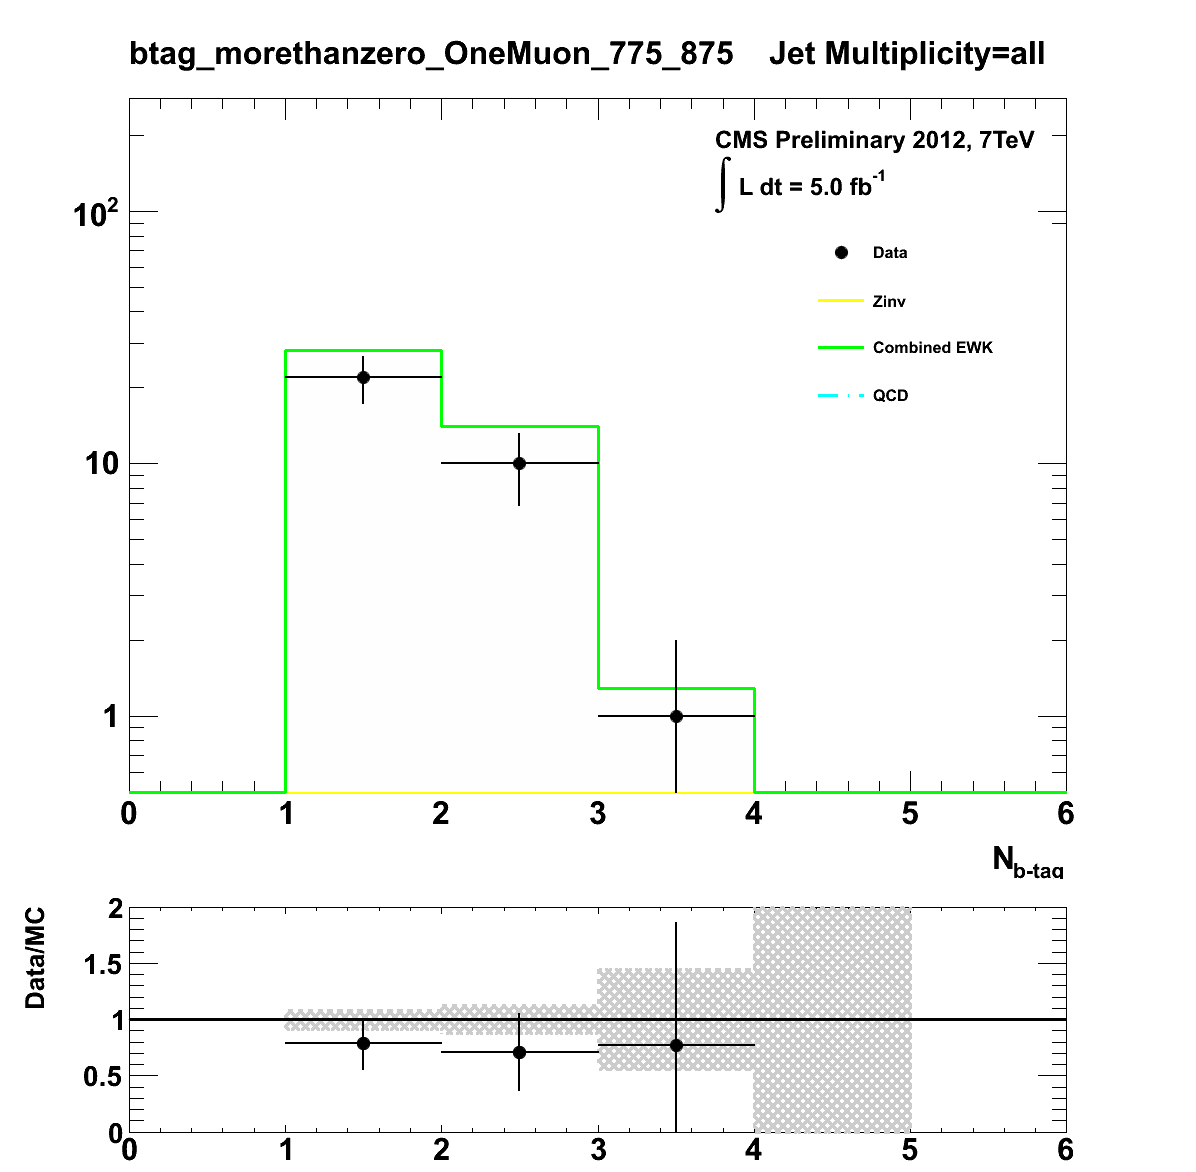 btag_morethanzero_OneMuon_775_875 Jet Multiplicity=all
CMS Preliminary 2012, 7TeV
∫ L dt = 5.0 fb-1
Data
Zinv
Combined EWK
QCD
10²
10
1
0 1 2 3 4 5 6
Nb-tag
Data/MC
2
1.5
1
0.5
0
0 1 2 3 4 5 6